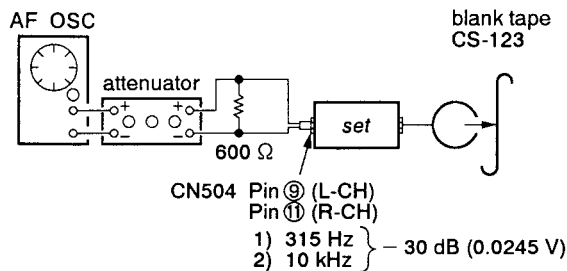 AF OSC
blank tape
CS-123
attenuator
+ +
− −
set
600 Ω
CN504 Pin ⑨ (L-CH)
Pin ⑪ (R-CH)
1) 315 Hz
2) 10 kHz
− 30 dB (0.0245 V)